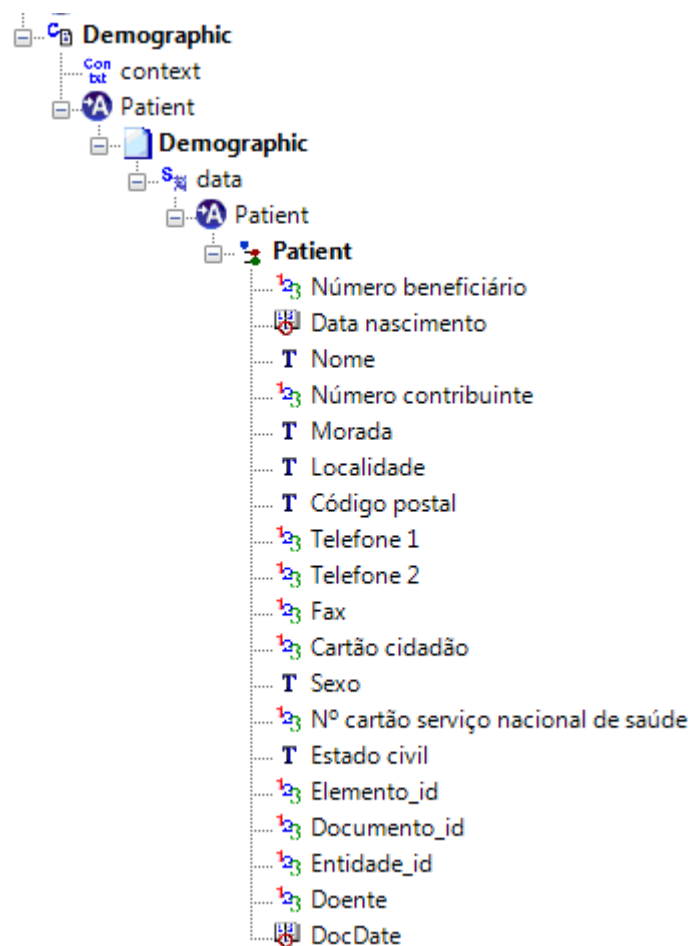 Demographic
Con
txt context
Patient
Demographic
data
Patient
Patient
Número beneficiário
Data nascimento
T Nome
Número contribuinte
T Morada
T Localidade
T Código postal
Telefone 1
Telefone 2
Fax
Cartão cidadão
T Sexo
Nº cartão serviço nacional de saúde
T Estado civil
Elemento_id
Documento_id
Entidade_id
Doente
DocDate